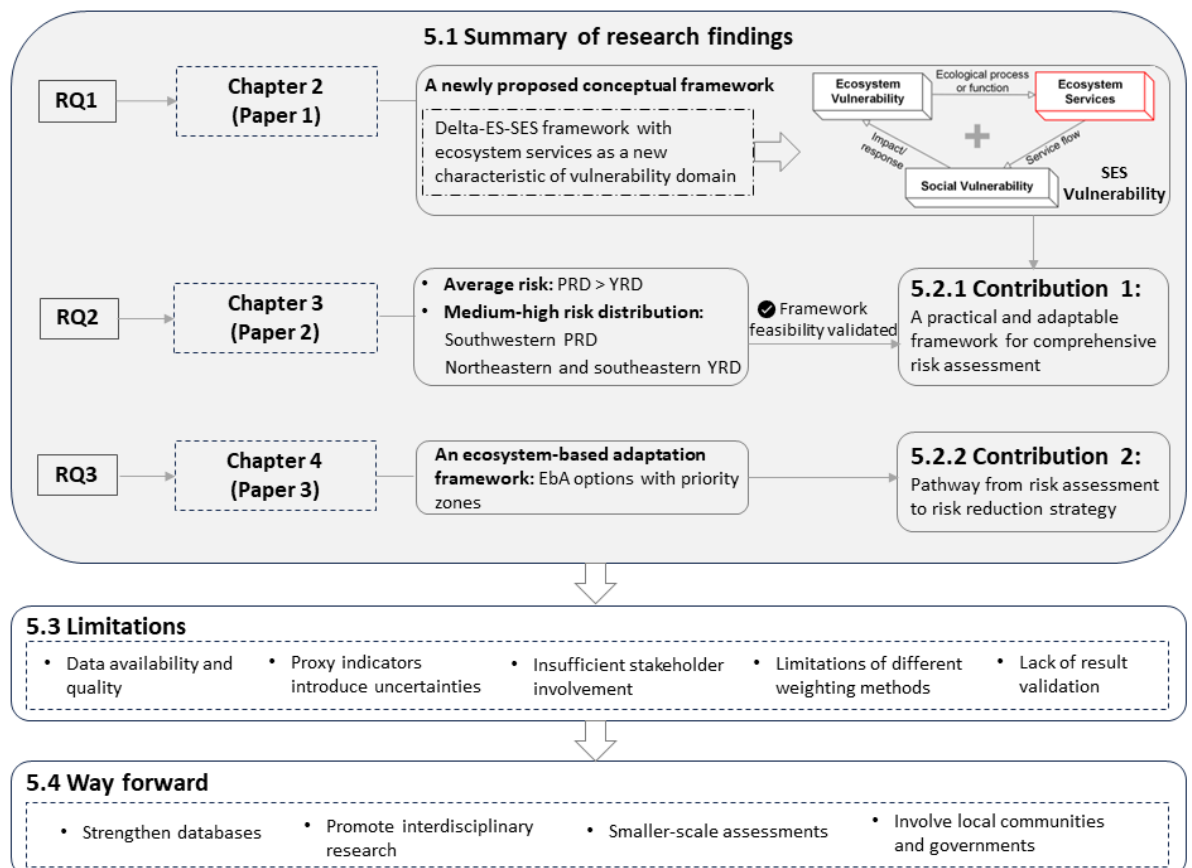 5.1 Summary of research findings
RQ1
Chapter 2
(Paper 1)
A newly proposed conceptual framework
Delta-ES-SES framework with
ecosystem services as a new
characteristic of vulnerability domain
Ecosystem
Vulnerability
Ecological process
or function
Ecosystem
Services
Impact/
response
Service flow
Social Vulnerability
SES
Vulnerability
RQ2
Chapter 3
(Paper 2)
• Average risk: PRD > YRD
• Medium-high risk distribution:
Southwestern PRD
Northeastern and southeastern YRD
Framework
feasibility validated
5.2.1 Contribution 1:
A practical and adaptable
framework for comprehensive
risk assessment
RQ3
Chapter 4
(Paper 3)
An ecosystem-based adaptation
framework: EbA options with priority
zones
5.2.2 Contribution 2:
Pathway from risk assessment
to risk reduction strategy
5.3 Limitations
• Data availability and
quality
• Proxy indicators
introduce uncertainties
• Insufficient stakeholder
involvement
• Limitations of different
weighting methods
• Lack of result
validation
5.4 Way forward
• Strengthen databases
• Promote interdisciplinary
research
• Smaller-scale assessments
• Involve local communities
and governments